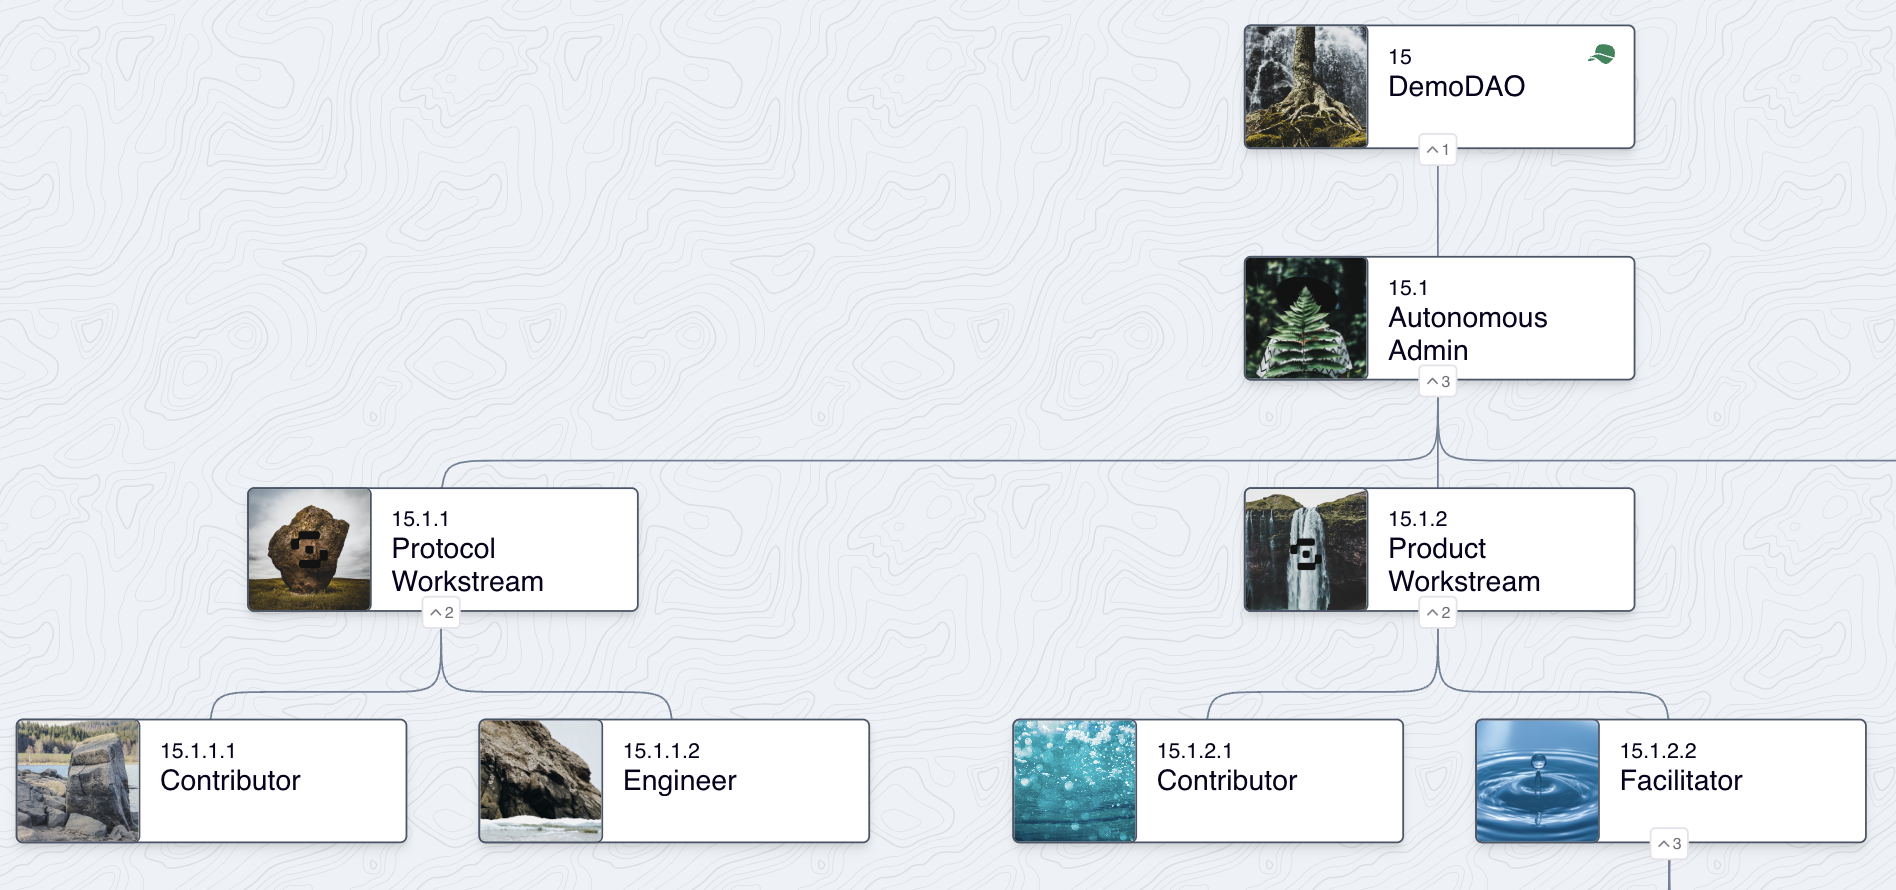 15
DemoDAO
1
15.1
Autonomous
Admin
3
15.1.1
Protocol
Workstream
2
15.1.2
Product
Workstream
2
15.1.1.1
Contributor
15.1.1.2
Engineer
15.1.2.1
Contributor
15.1.2.2
Facilitator
3